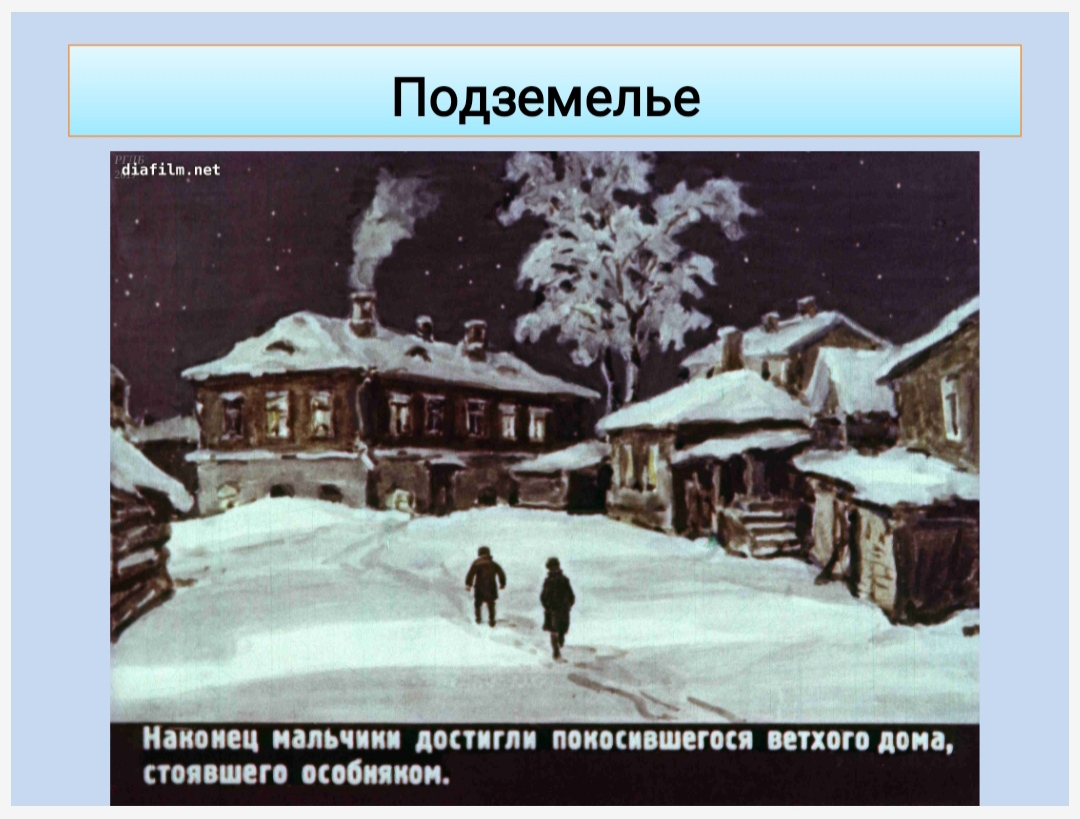 Подземелье
diafilm.net
Наконец мальчики достигли покосившегося ветхого дома,
стоявшего особняком.